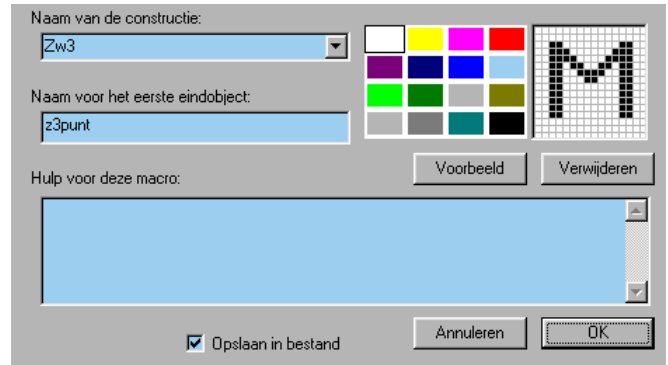 Naam van de constructie:
Zw3
Naam voor het eerste eindobject:
z3punt
Voorbeeld
Verwijderen
Hulp voor deze macro:
Annuleren
OK
Opslaan in bestand
M